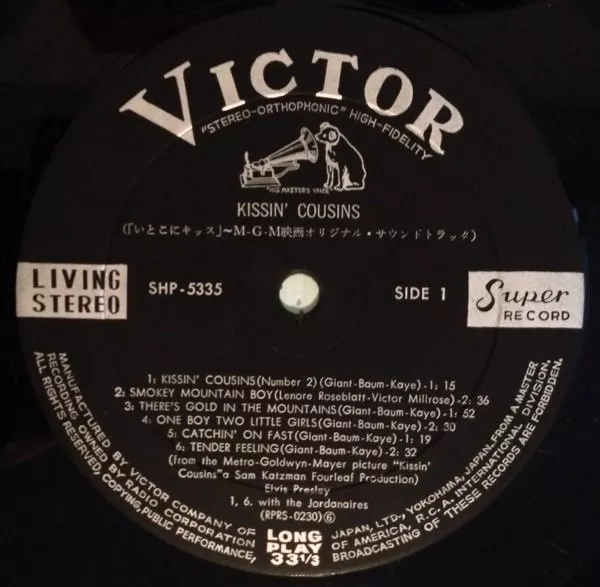 VICTOR
"STEREO-ORTHOPHONIC" HIGH-FIDELITY
"HIS MASTER'S VOICE"
KISSIN' COUSINS
(「いとこにキッス」~M-G-M映画オリジナル・サウンドトラック)
LIVING
STEREO
SHP-5335
SIDE 1
Super
RECORD
1: KISSIN' COUSINS(Number 2)(Giant-Baum-Kaye)-1: 15
2: SMOKEY MOUNTAIN BOY(Lenore Roseblatt-Victor Millrose)-2: 36
3: THERE'S GOLD IN THE MOUNTAINS(Giant-Baum-Kaye)-1: 52
4: ONE BOY TWO LITTLE GIRLS(Giant-Baum-Kaye)-2: 30
5: CATCHIN' ON FAST(Giant-Baum-Kaye)-1: 19
6: TENDER FEELING(Giant-Baum-Kaye)-2: 32
(from the Metro-Goldwyn-Mayer picture "Kissin'
Cousins"a Sam Katzman Fourleaf Production)
Elvis Presley
1, 6. with the Jordanaires
(RPRS-0230)⑥
LONG
PLAY
33 1/3
MANUFACTURED BY VICTOR COMPANY OF JAPAN, LTD., YOKOHAMA, JAPAN. FROM A MASTER
RECORDING OWNED BY RADIO CORPORATION OF AMERICA, R.C.A. INTERNATIONAL DIVISION.
ALL RIGHTS RESERVED COPYING, PUBLIC PERFORMANCE, BROADCASTING OF THESE RECORDS ARE FORBIDDEN.